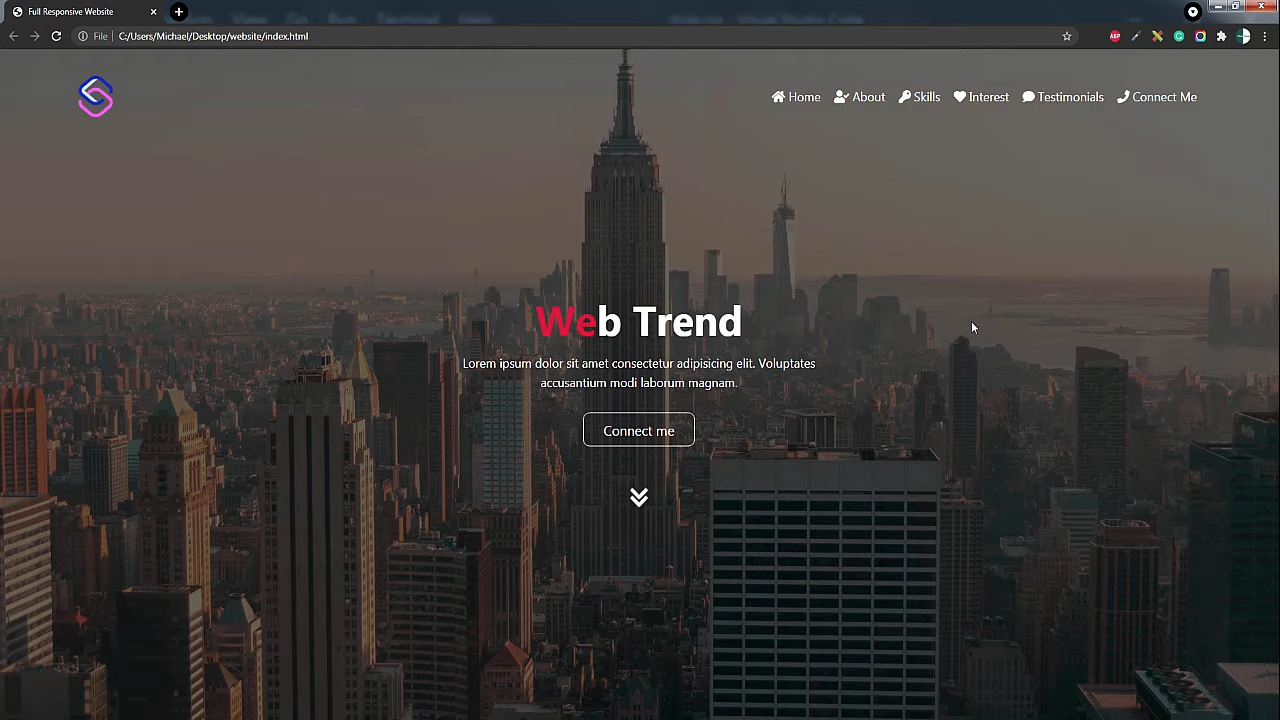 Full Responsive Website
File
C:/Users/Michael/Desktop/website/index.html
ABP
Home About Skills Interest Testimonials Connect Me
Web Trend
Lorem ipsum dolor sit amet consectetur adipisicing elit. Voluptates
accusantium modi laborum magnam.
Connect me